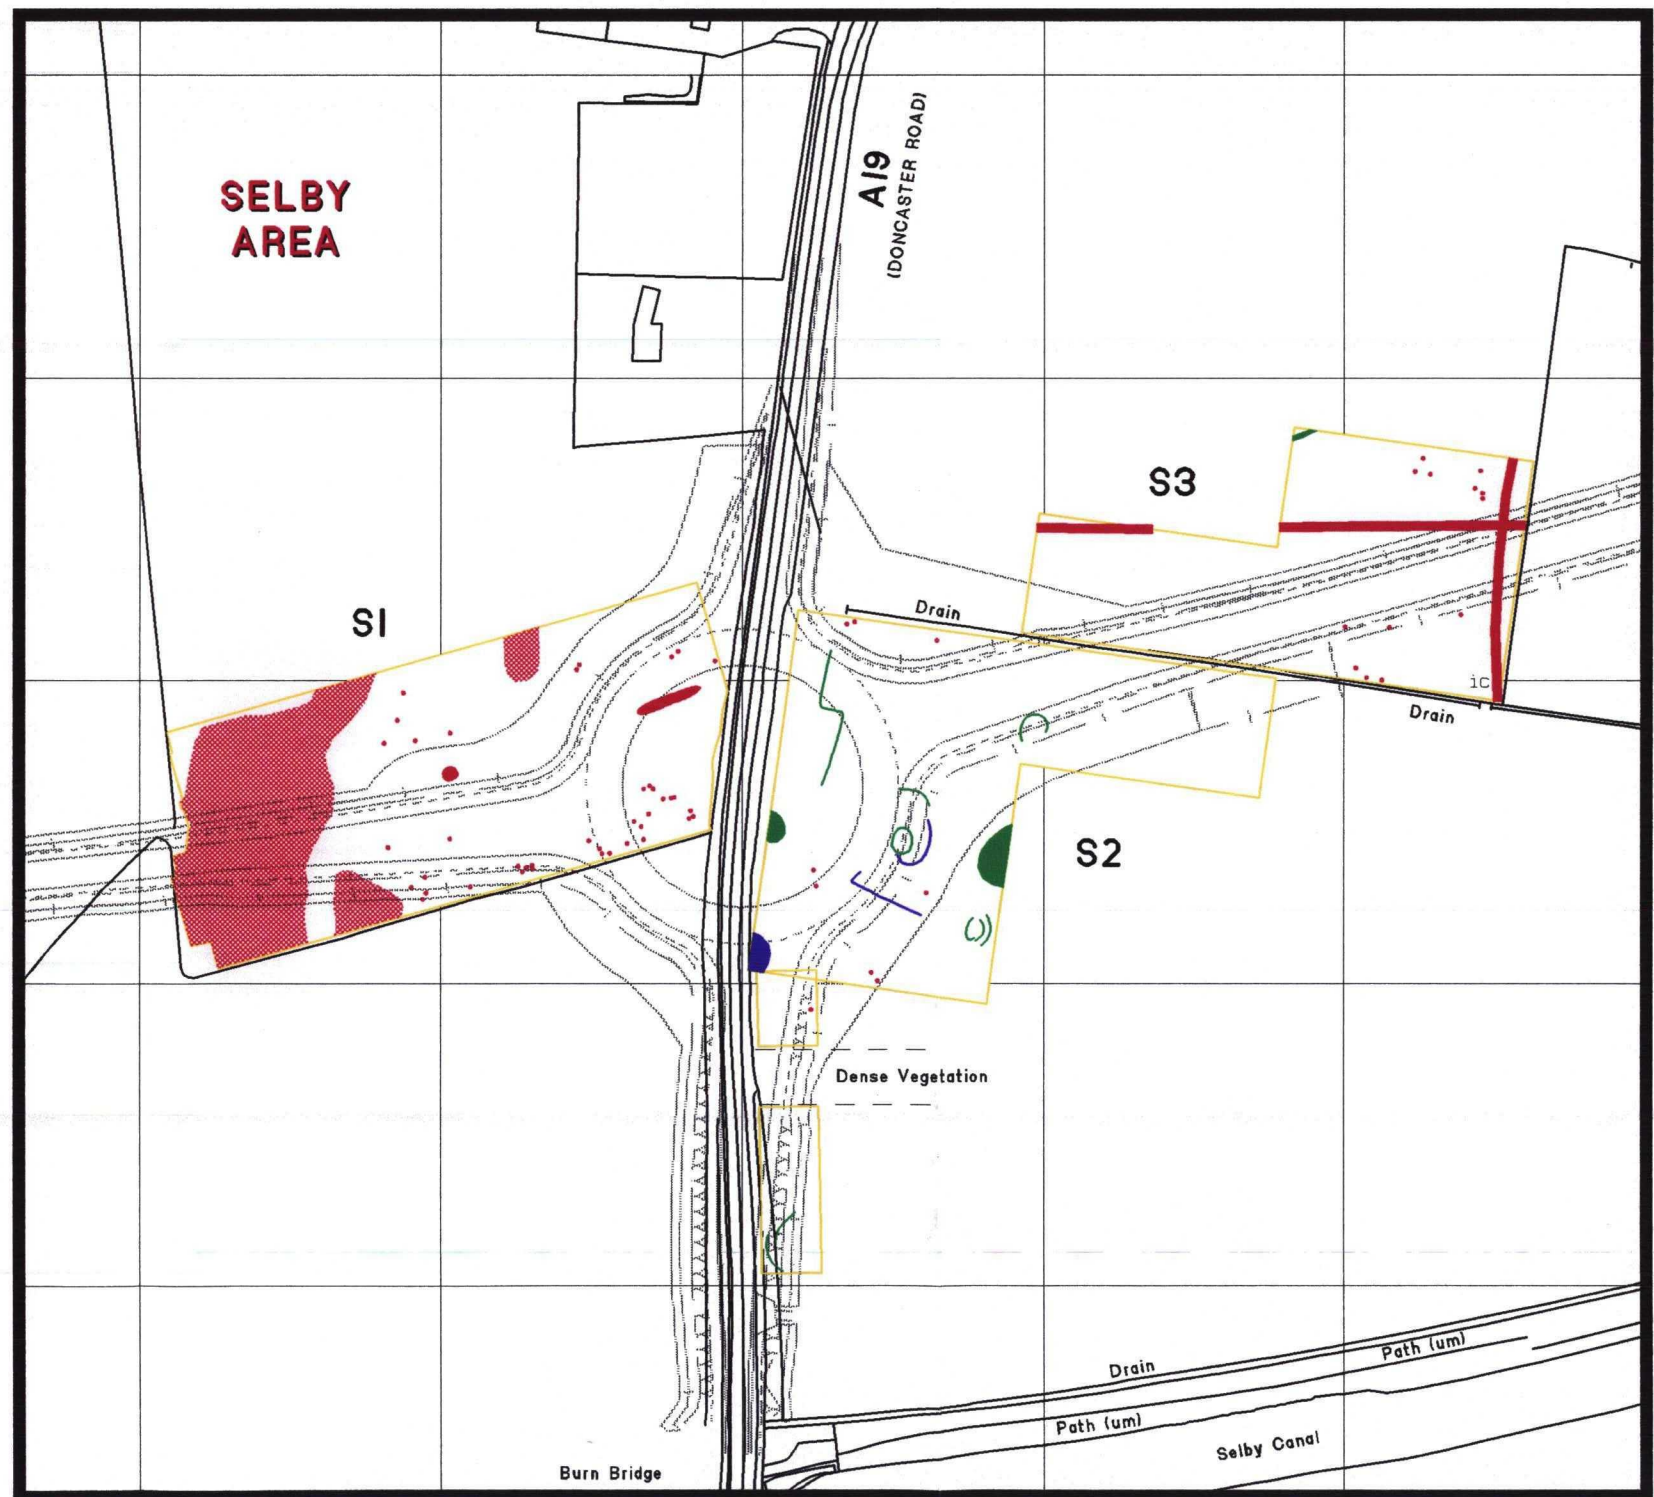 SELBY
AREA
A19
(DONCASTER ROAD)
S3
Drain
S1
Drain
S2
Dense Vegetation
Drain
Path (um)
Path (um)
Selby Canal
Burn Bridge